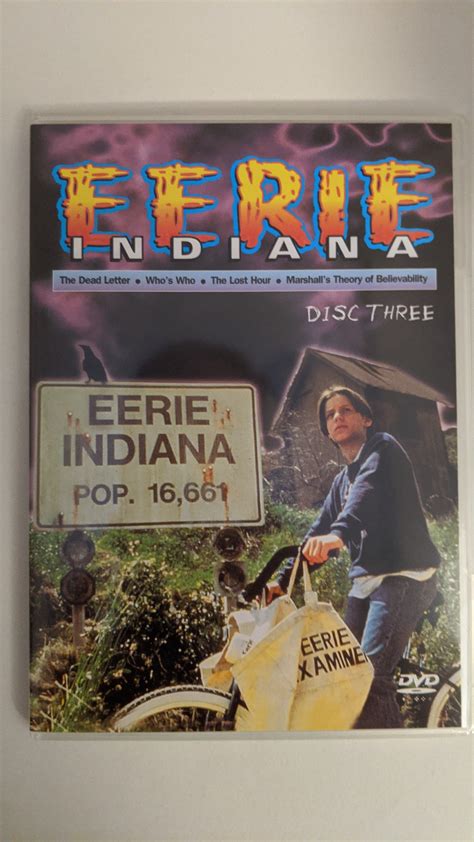 EERIE
INDIANA
The Dead Letter • Who's Who • The Lost Hour • Marshall's Theory of Believability
DISC THREE
EERIE
INDIANA
POP. 16,661
EERIE
XAMINE
DVD